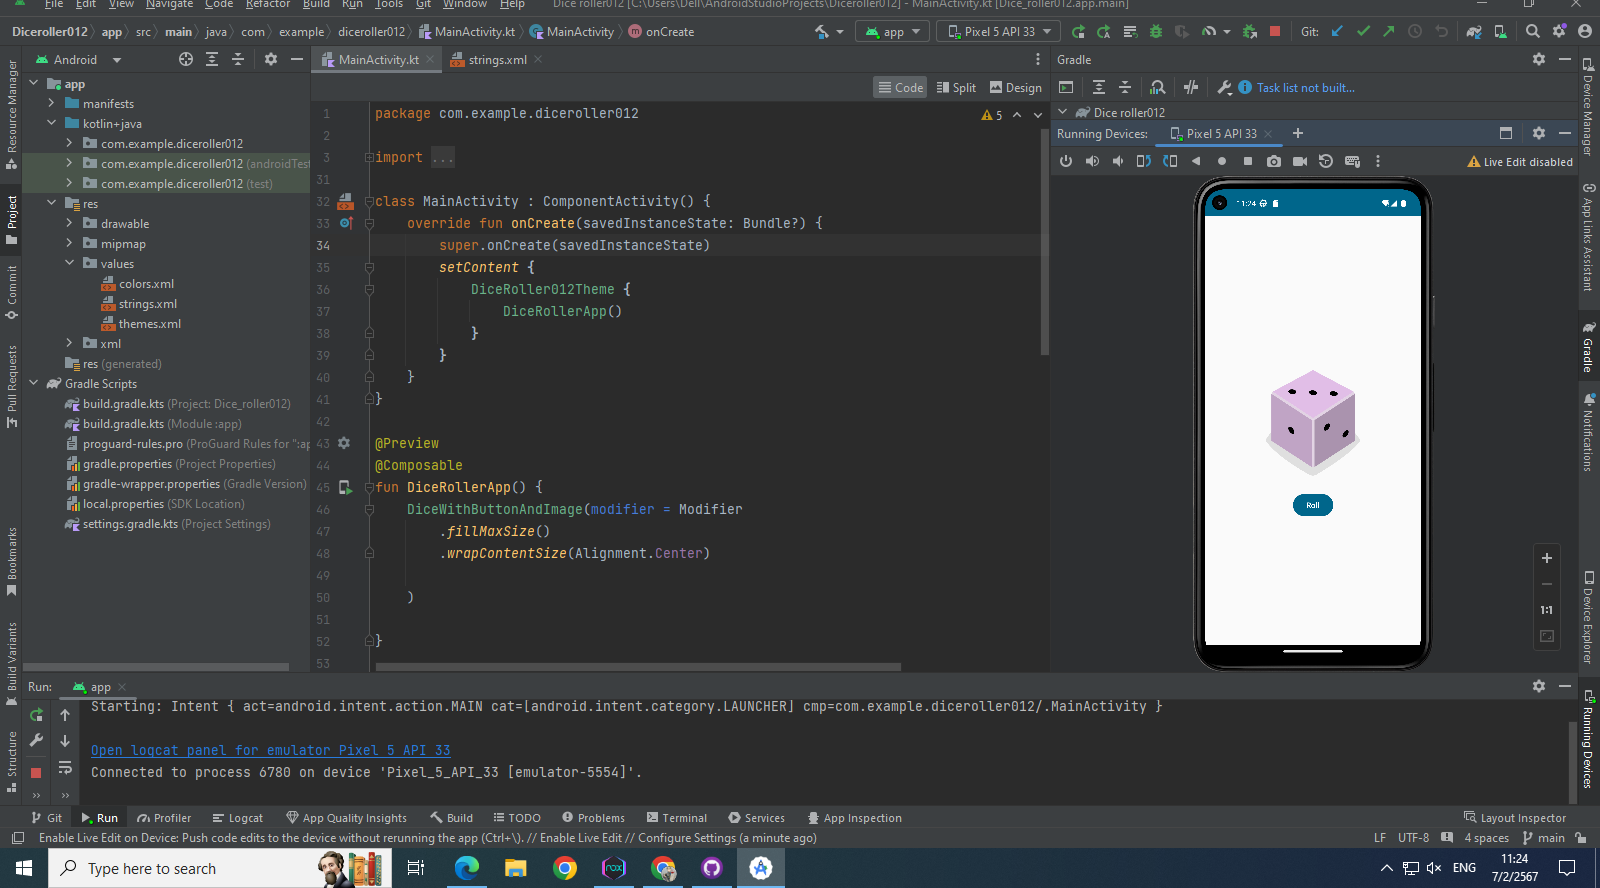 File Edit View Navigate Code Refactor Build Run Tools Git Window Help Dice roller012 [C:\Users\Dell\AndroidStudioProjects\Diceroller012] - MainActivity.kt [Dice_roller012.app.main]
Diceroller012 app src main java com example diceroller012 MainActivity.kt MainActivity onCreate app Pixel 5 API 33 Git:
Android
MainActivity.kt strings.xml
Gradle
Code Split Design
Task list not built...
Dice roller012
Running Devices: Pixel 5 API 33
Live Edit disabled
Resource Manager
Project
Commit
Pull Requests
Bookmarks
Build Variants
Structure
app
manifests
kotlin+java
com.example.diceroller012
com.example.diceroller012 (androidTest
com.example.diceroller012 (test)
res
drawable
mipmap
values
colors.xml
strings.xml
themes.xml
xml
res (generated)
Gradle Scripts
build.gradle.kts (Project: Dice_roller012)
build.gradle.kts (Module :app)
proguard-rules.pro (ProGuard Rules for ":ap
gradle.properties (Project Properties)
gradle-wrapper.properties (Gradle Version)
local.properties (SDK Location)
settings.gradle.kts (Project Settings)
1 package com.example.diceroller012
5
2
3 import ...
31
32 class MainActivity : ComponentActivity() {
33 override fun onCreate(savedInstanceState: Bundle?) {
34 super.onCreate(savedInstanceState)
35 setContent {
36 DiceRoller012Theme {
37 DiceRollerApp()
38 }
39 }
40 }
41 }
42
43 @Preview
44 @Composable
45 fun DiceRollerApp() {
46 DiceWithButtonAndImage(modifier = Modifier
47 .fillMaxSize()
48 .wrapContentSize(Alignment.Center)
49
50 )
51
52 }
53
11:24
Roll
1:1
Device Manager
App Links Assistant
Gradle
Notifications
Device Explorer
Running Devices
Run: app
Starting: Intent { act=android.intent.action.MAIN cat=[android.intent.category.LAUNCHER] cmp=com.example.diceroller012/.MainActivity }
Open logcat panel for emulator Pixel 5 API 33
Connected to process 6780 on device 'Pixel_5_API_33 [emulator-5554]'.
Git Run Profiler Logcat App Quality Insights Build TODO Problems Terminal Services App Inspection Layout Inspector
Enable Live Edit on Device: Push code edits to the device without rerunning the app (Ctrl+\). // Enable Live Edit // Configure Settings (a minute ago) LF UTF-8 4 spaces main
Type here to search
nox
ENG
11:24
7/2/2567